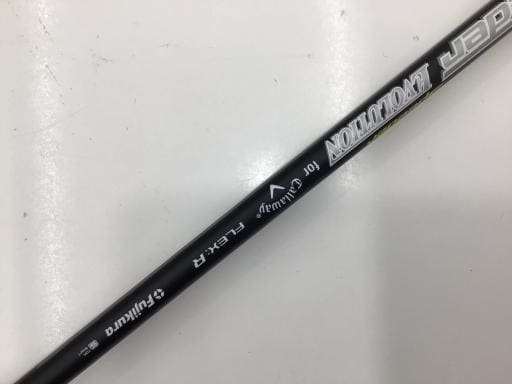 EVOLUTION
for Callaway®
FLEX:R
Fujikura